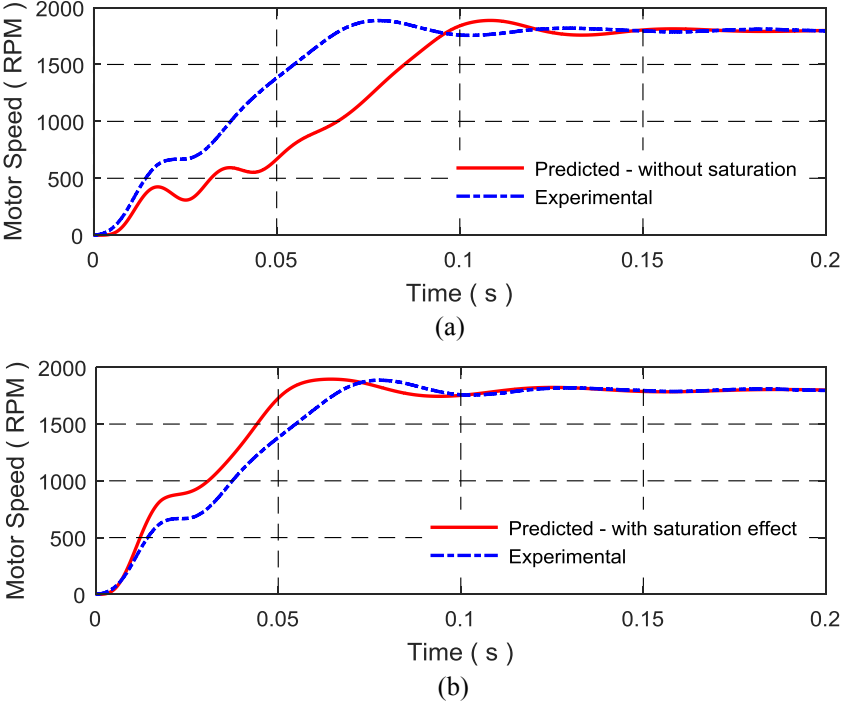 2000
1500
1000
500
0
Motor Speed ( RPM )
Predicted - without saturation
Experimental
0 0.05 0.1 0.15 0.2
Time ( s )
(a)
2000
1500
1000
500
0
Motor Speed ( RPM )
Predicted - with saturation effect
Experimental
0 0.05 0.1 0.15 0.2
Time ( s )
(b)